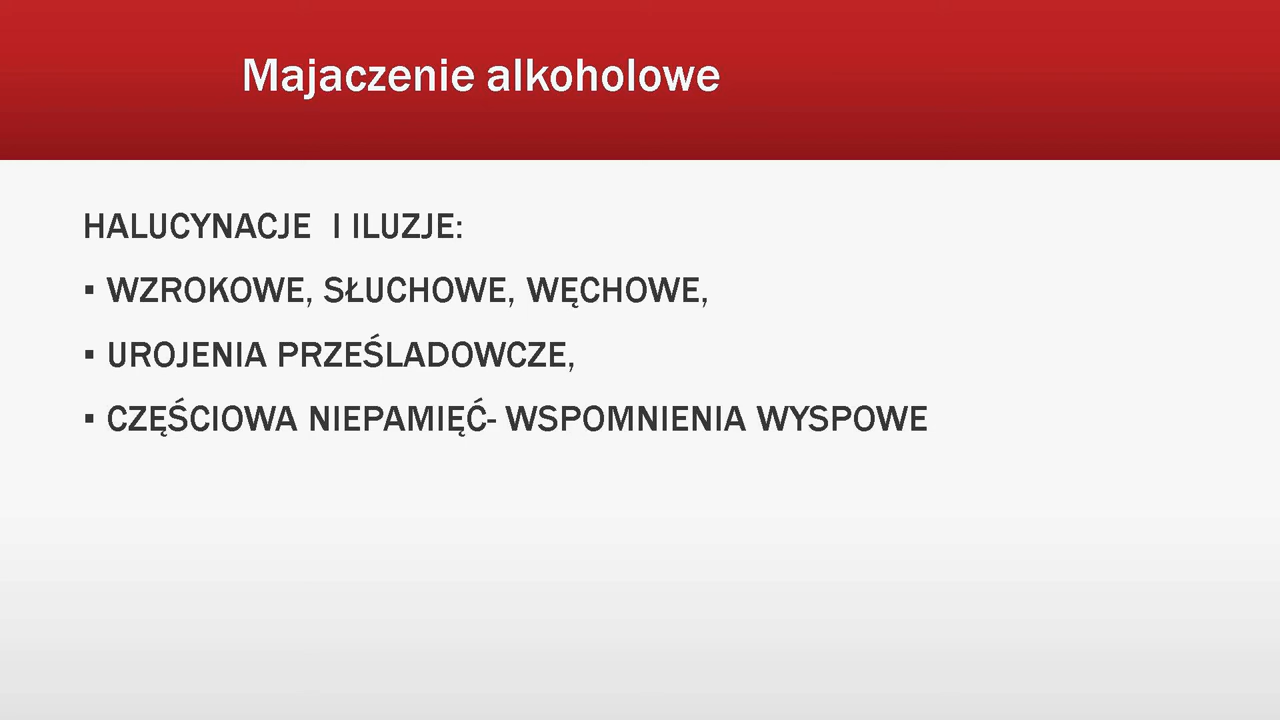 Majaczenie alkoholowe
HALUCYNACJE I ILUZJE:
▪ WZROKOWE, SŁUCHOWE, WĘCHOWE,
▪ UROJENIA PRZEŚLADOWCZE,
▪ CZĘŚCIOWA NIEPAMIĘĆ- WSPOMNIENIA WYSPOWE